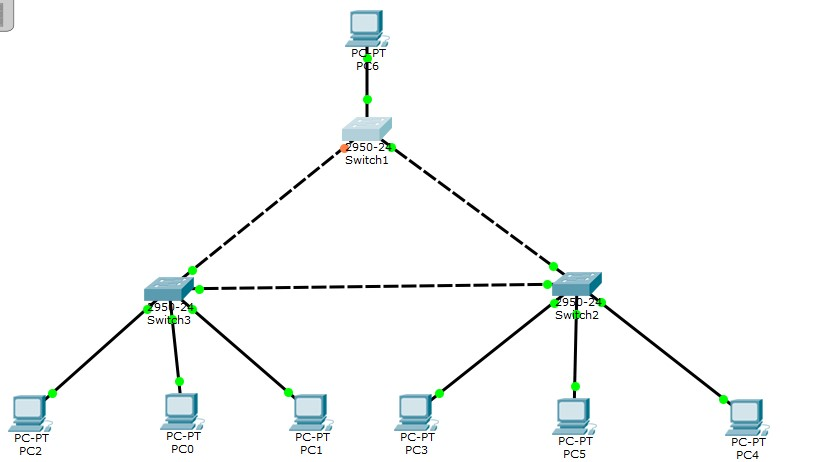 PC-PT
PC6
2950-24
Switch1
2950-24
Switch3
2950-24
Switch2
PC-PT
PC2
PC-PT
PC0
PC-PT
PC1
PC-PT
PC3
PC-PT
PC5
PC-PT
PC4